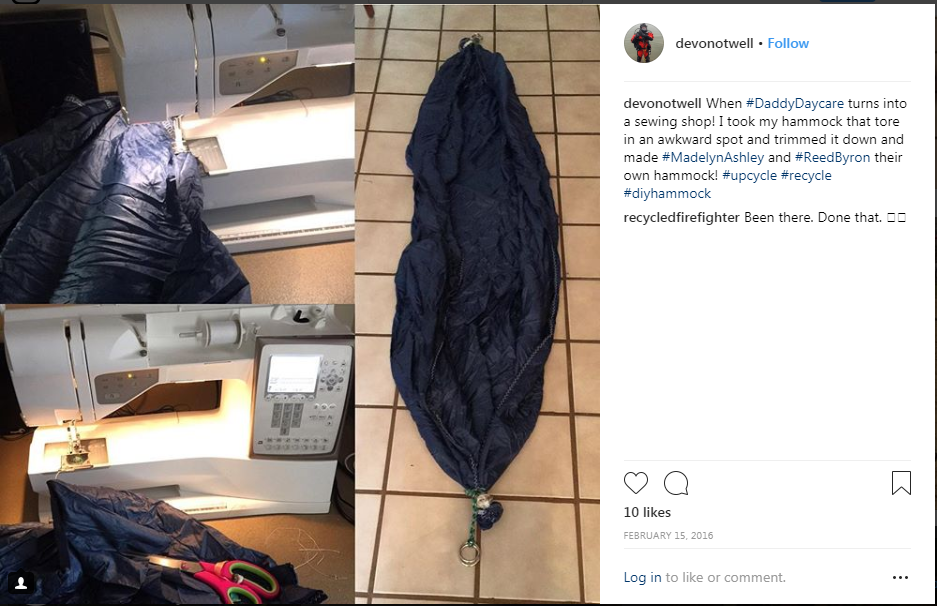 devonotwell • Follow
devonotwell When #DaddyDaycare turns into
a sewing shop! I took my hammock that tore
in an awkward spot and trimmed it down and
made #MadelynAshley and #ReedByron their
own hammock! #upcycle #recycle
#diyhammock
recycledfirefighter Been there. Done that. □□
10 likes
FEBRUARY 15, 2016
Log in to like or comment.